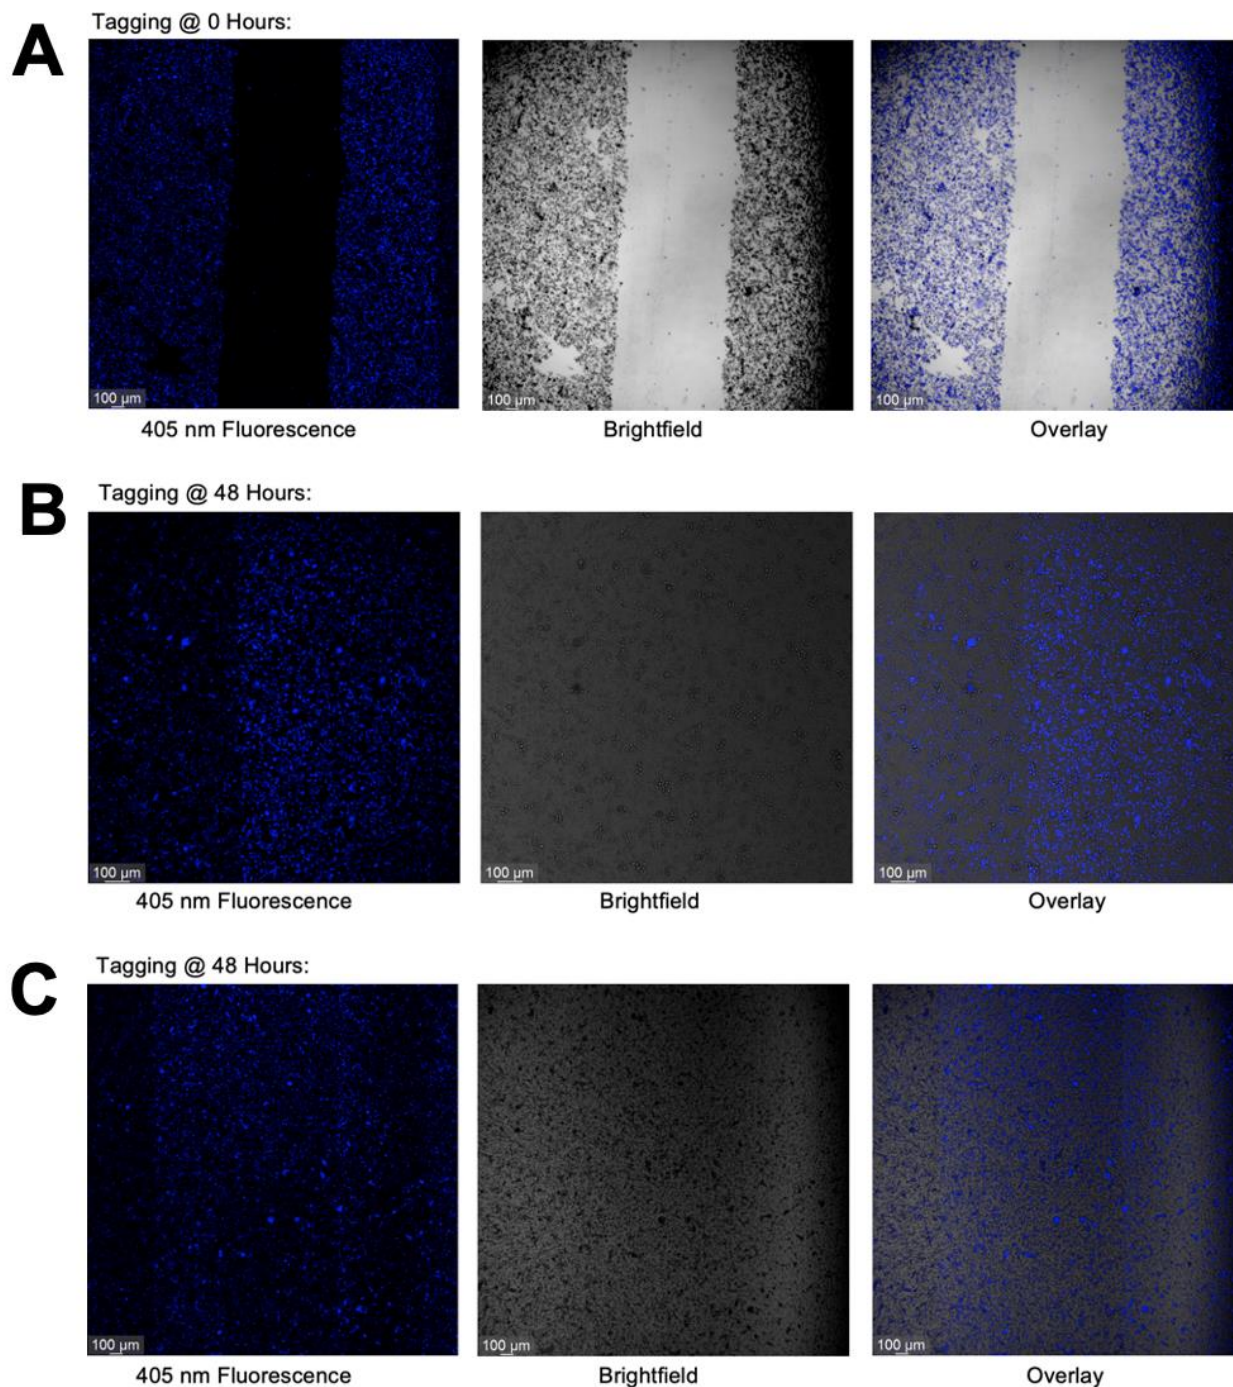 A
Tagging @ 0 Hours:
100 µm
100 µm
100 µm
405 nm Fluorescence
Brightfield
Overlay
B
Tagging @ 48 Hours:
100 µm
100 µm
100 µm
405 nm Fluorescence
Brightfield
Overlay
C
Tagging @ 48 Hours:
100 µm
100 µm
100 µm
405 nm Fluorescence
Brightfield
Overlay